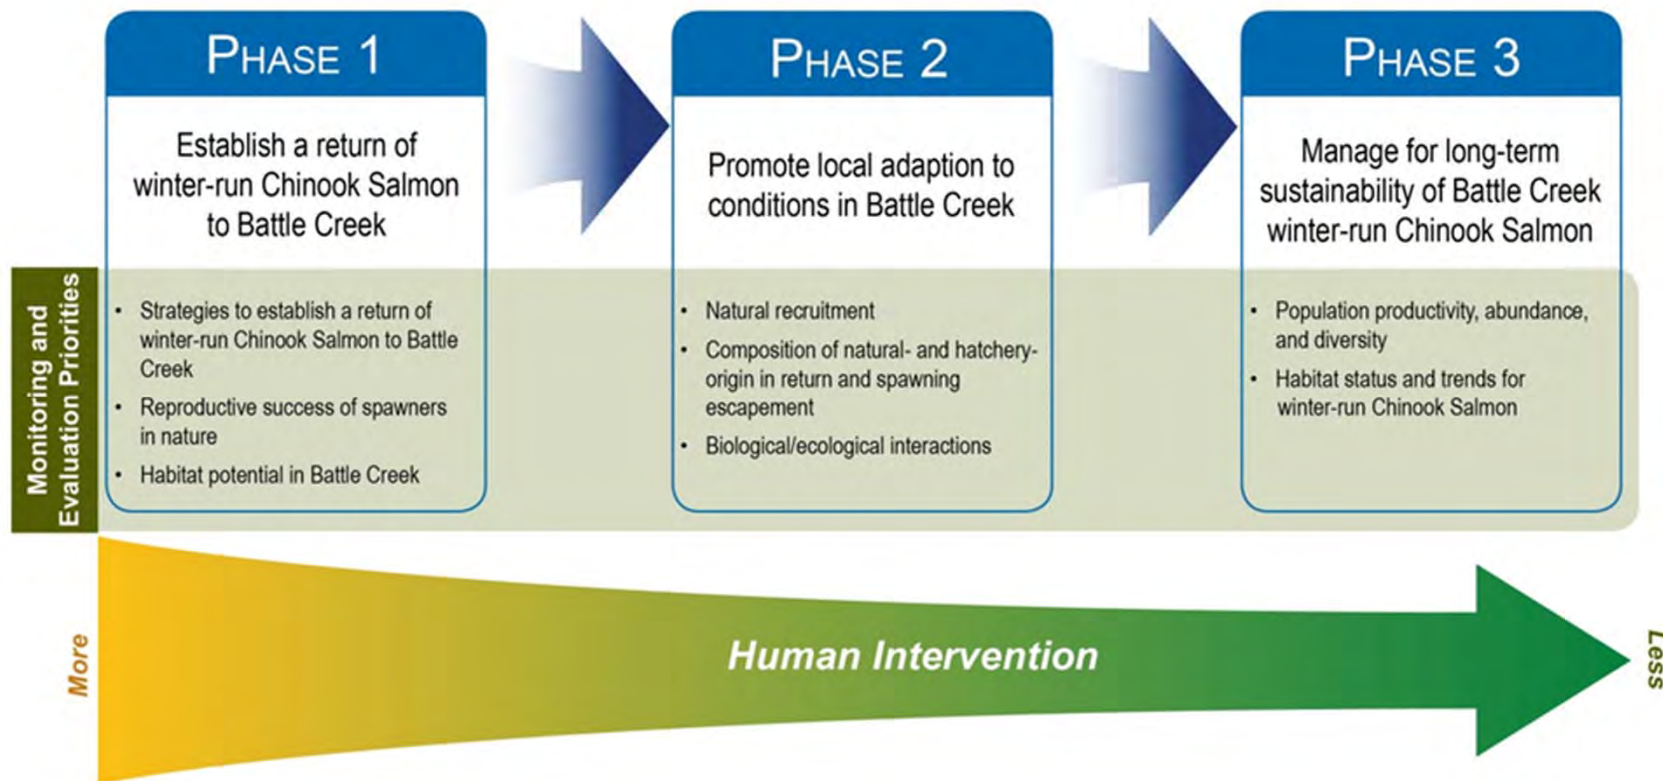 PHASE 1
Establish a return of
winter-run Chinook Salmon
to Battle Creek
• Strategies to establish a return of
winter-run Chinook Salmon to Battle
Creek
• Reproductive success of spawners
in nature
• Habitat potential in Battle Creek
PHASE 2
Promote local adaption to
conditions in Battle Creek
• Natural recruitment
• Composition of natural- and hatchery-
origin in return and spawning
escapement
• Biological/ecological interactions
PHASE 3
Manage for long-term
sustainability of Battle Creek
winter-run Chinook Salmon
• Population productivity, abundance,
and diversity
• Habitat status and trends for
winter-run Chinook Salmon
Monitoring and
Evaluation Priorities
More
Human Intervention
Less